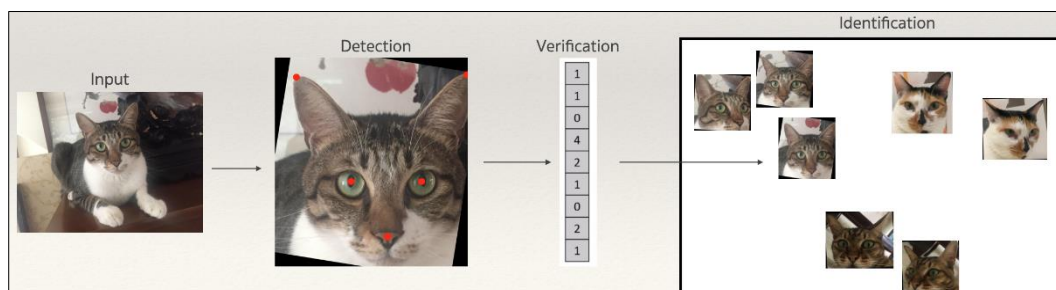 Input
Detection
Verification
1
1
0
4
2
1
0
2
1
Identification